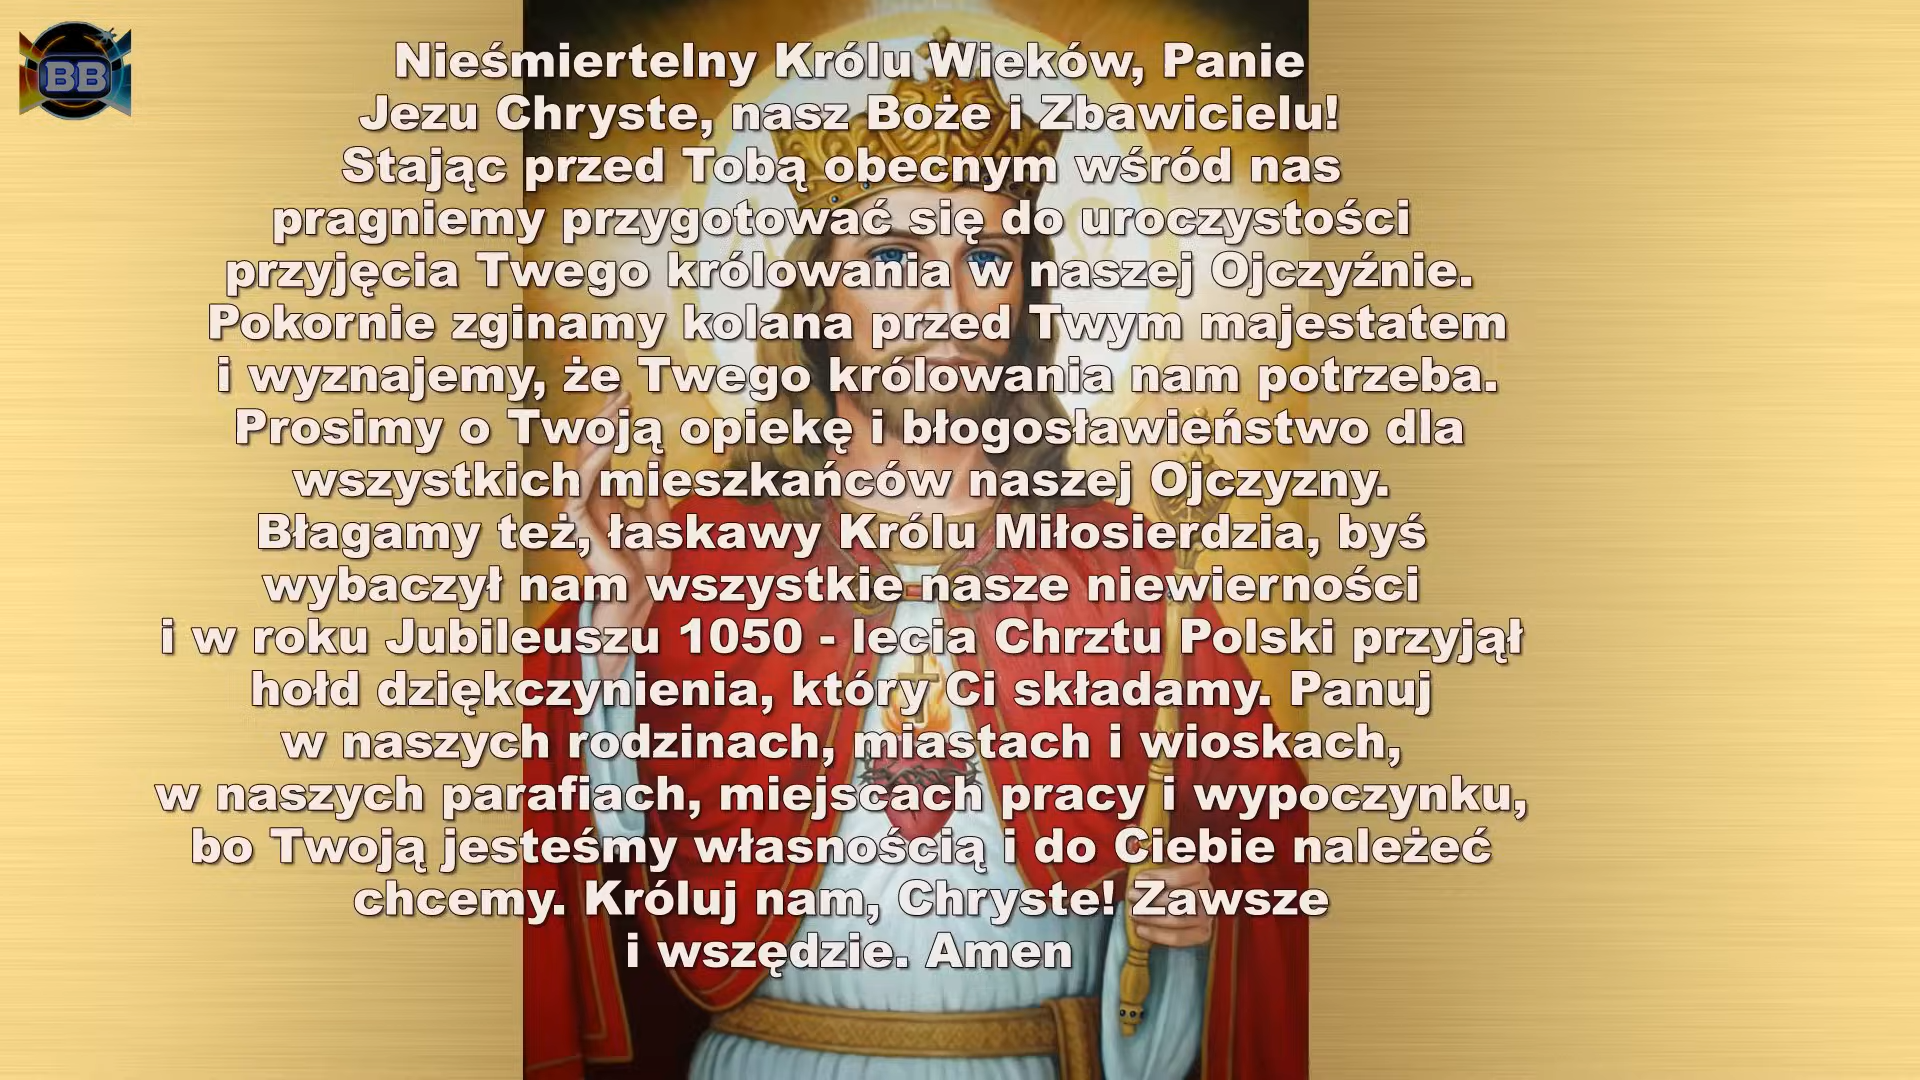 BB
Nieśmiertelny Królu Wieków, Panie
Jezu Chryste, nasz Boże i Zbawicielu!
Stając przed Tobą obecnym wśród nas
pragniemy przygotować się do uroczystości
przyjęcia Twego królowania w naszej Ojczyźnie.
Pokornie zginamy kolana przed Twym majestatem
i wyznajemy, że Twego królowania nam potrzeba.
Prosimy o Twoją opiekę i błogosławieństwo dla
wszystkich mieszkańców naszej Ojczyzny.
Błagamy też, łaskawy Królu Miłosierdzia, byś
wybaczył nam wszystkie nasze niewierności
i w roku Jubileuszu 1050 - lecia Chrztu Polski przyjął
hołd dziękczynienia, który Ci składamy. Panuj
w naszych rodzinach, miastach i wioskach,
w naszych parafiach, miejscach pracy i wypoczynku,
bo Twoją jesteśmy własnością i do Ciebie należeć
chcemy. Króluj nam, Chryste! Zawsze
i wszędzie. Amen